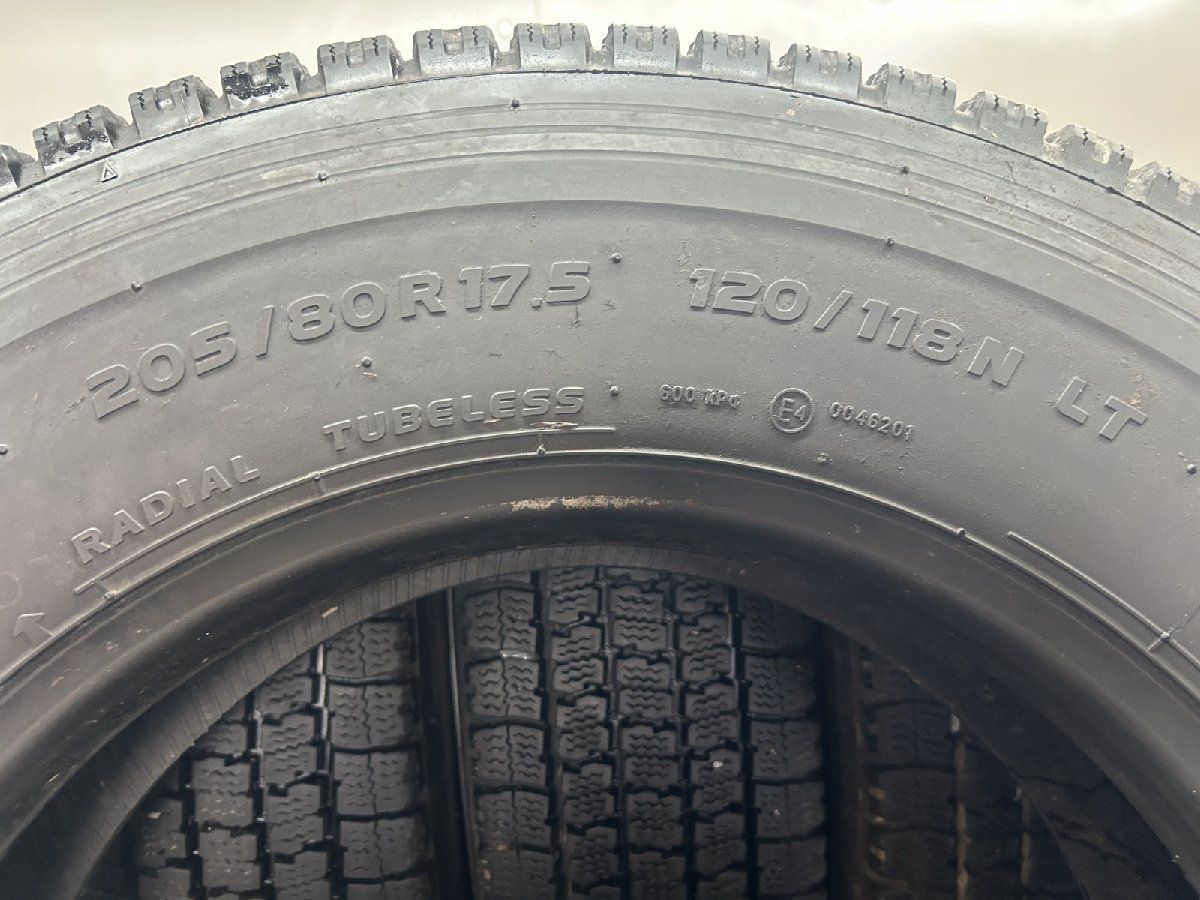 205/80R17.5 120/118N LT
RADIAL TUBELESS 600 KPa E4 0046201